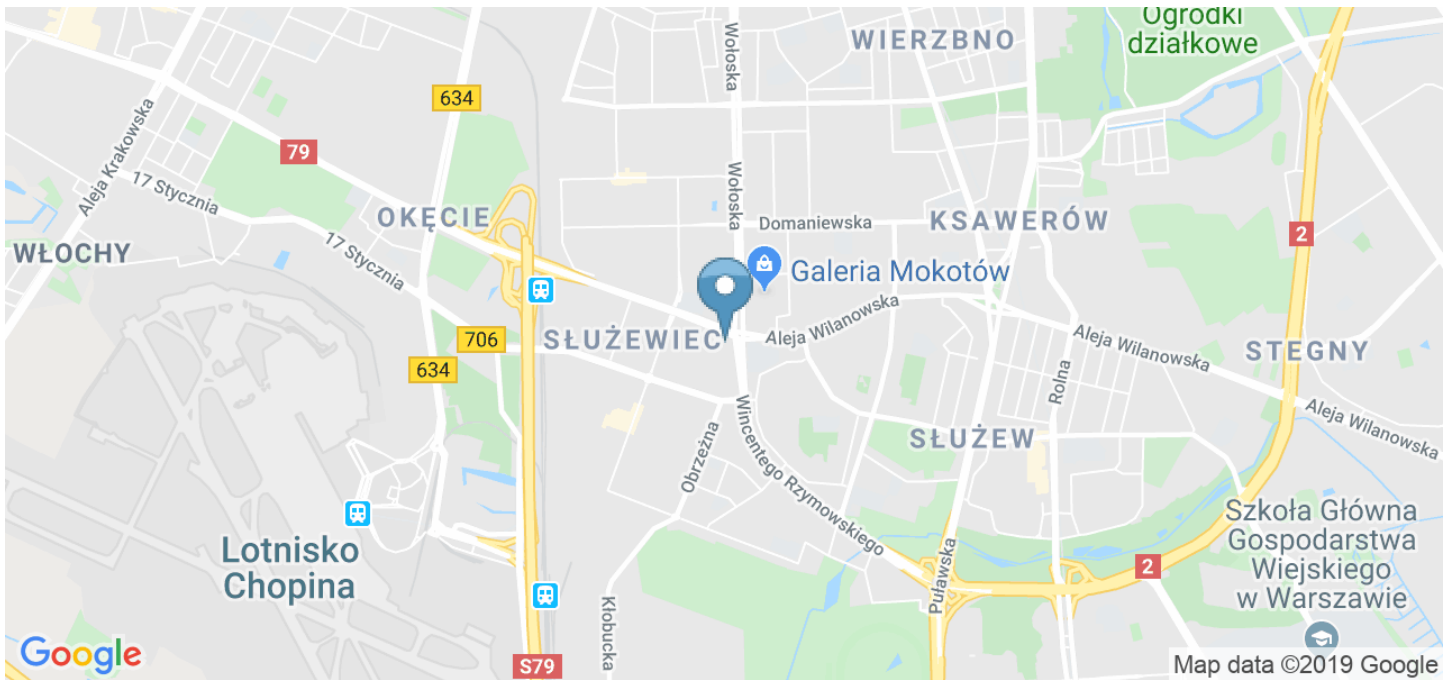 Ogródki
działkowe
WIERZBNO
Wołoska
634
79
Aleja Krakowska
17 Stycznia
Wołoska
OKĘCIE
Domaniewska
KSAWERÓW
2
WŁOCHY
17 Stycznia
Galeria Mokotów
706
SŁUŻEWIEC
Aleja Wilanowska
Aleja Wilanowska
STEGNY
634
Rolna
Aleja Wilanowska
Obrzeżna
Wincentego Rzymowskiego
SŁUŻEW
Lotnisko
Chopina
Szkoła Główna
Gospodarstwa
Wiejskiego
w Warszawie
2
Puławska
Kłobucka
Google
S79
Map data ©2019 Google